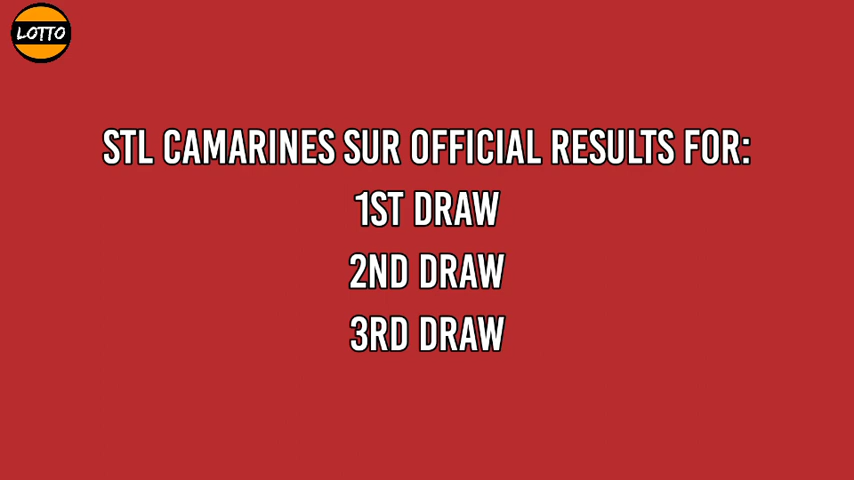 LOTTO
STL CAMARINES SUR OFFICIAL RESULTS FOR:
1ST DRAW
2ND DRAW
3RD DRAW